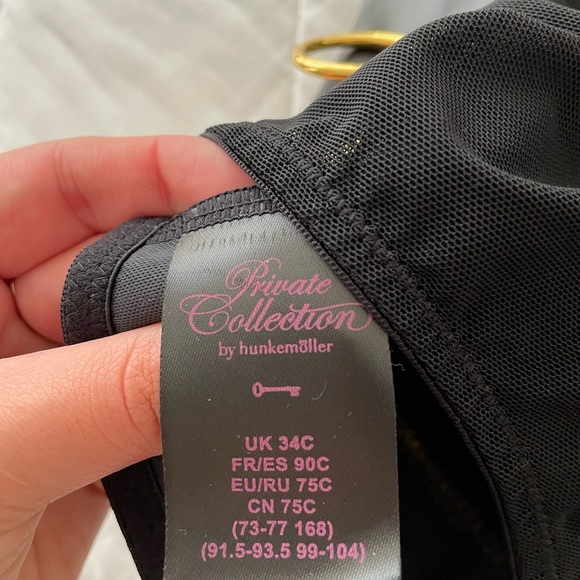 Private
Collection
by hunkemöller
UK 34C
FR/ES 90C
EU/RU 75C
CN 75C
(73-77 168)
(91.5-93.5 99-104)